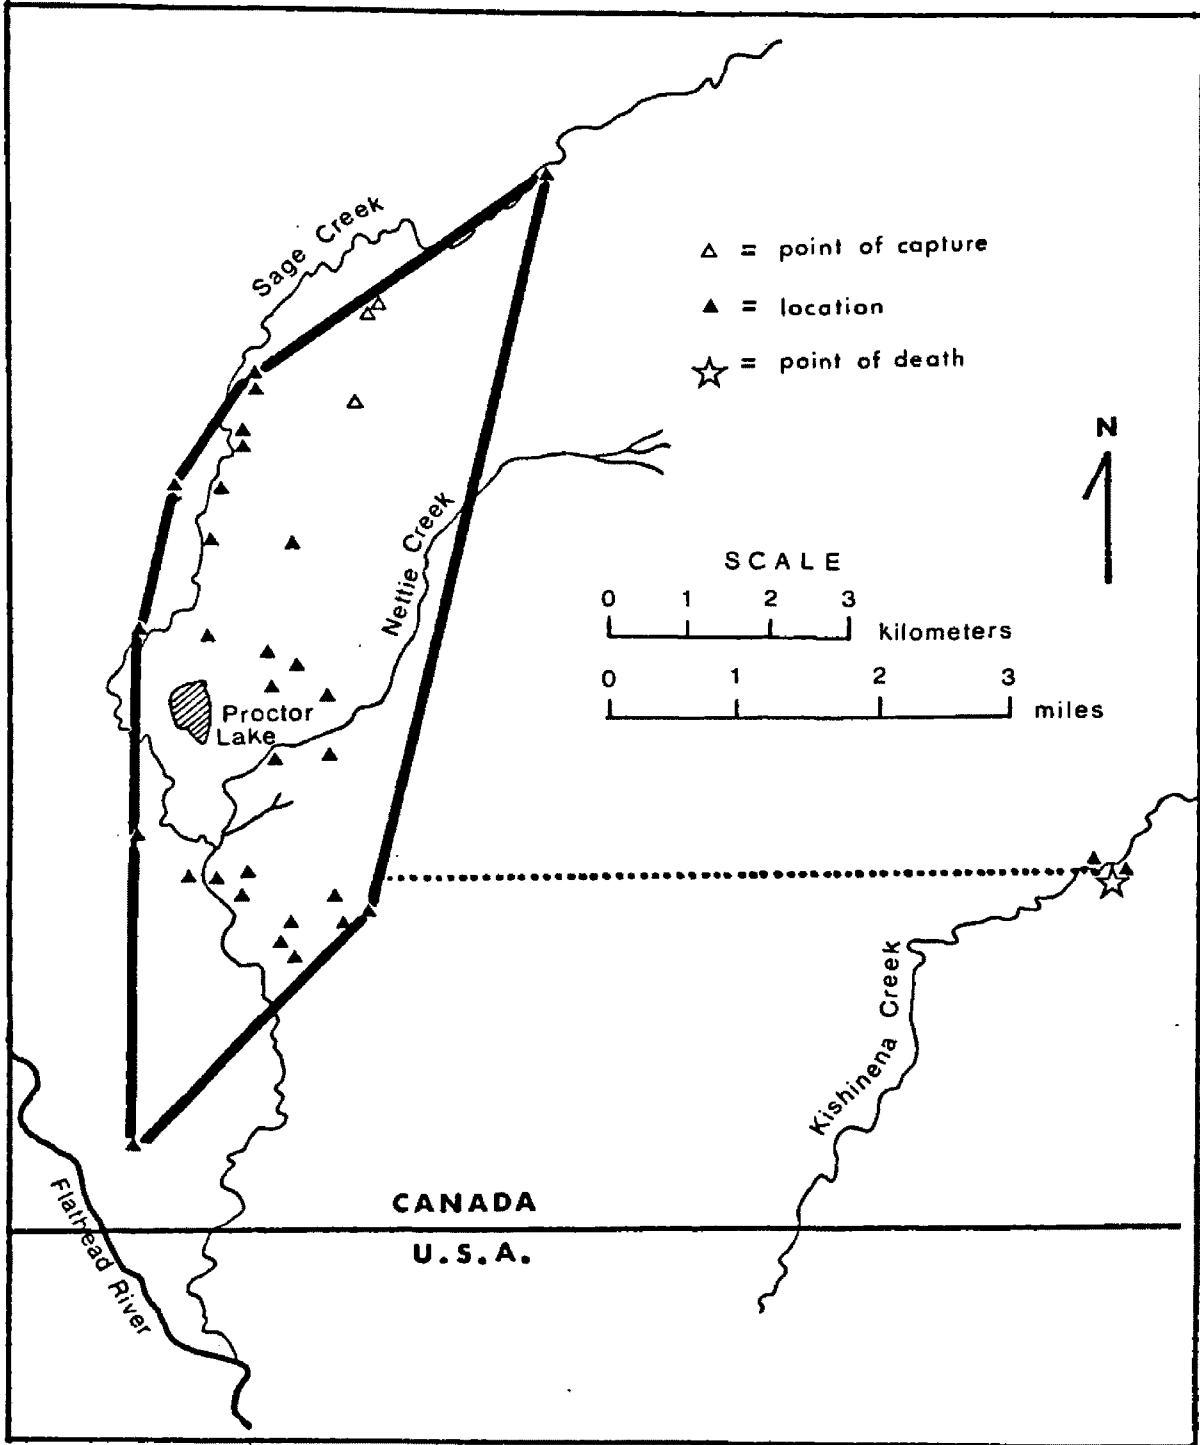 Sage Creek
△ = point of capture
▲ = location
☆ = point of death
N
Nettie Creek
SCALE
0 1 2 3
kilometers
0 1 2 3
miles
Proctor
Lake
Kishinena Creek
CANADA
U.S.A.
Flathead River